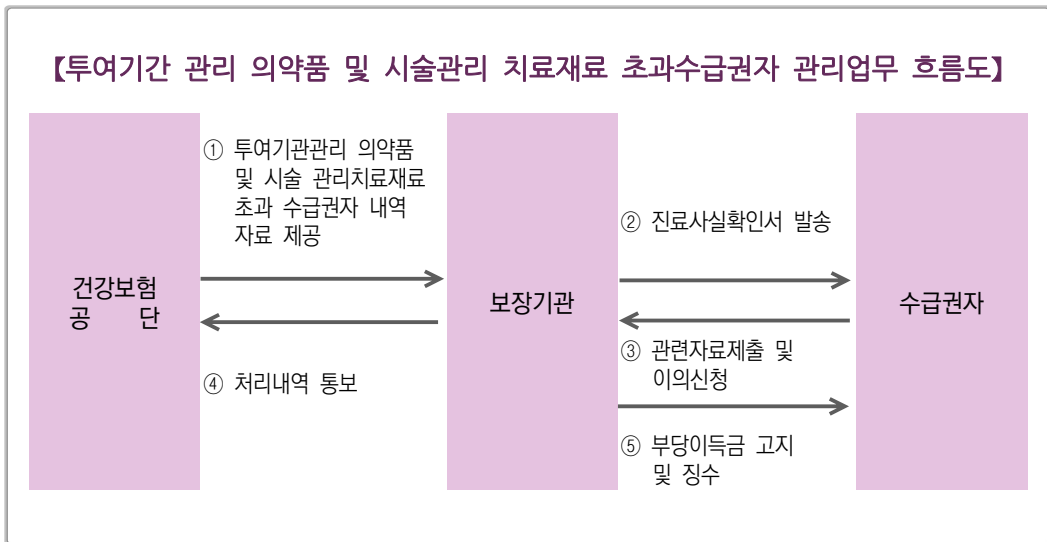 【투여기간 관리 의약품 및 시술관리 치료재료 초과수급권자 관리업무 흐름도】
건강보험
공 단
① 투여기관관리 의약품
및 시술 관리치료재료
초과 수급권자 내역
자료 제공
④ 처리내역 통보
보장기관
② 진료사실확인서 발송
③ 관련자료제출 및
이의신청
⑤ 부당이득금 고지
및 징수
수급권자